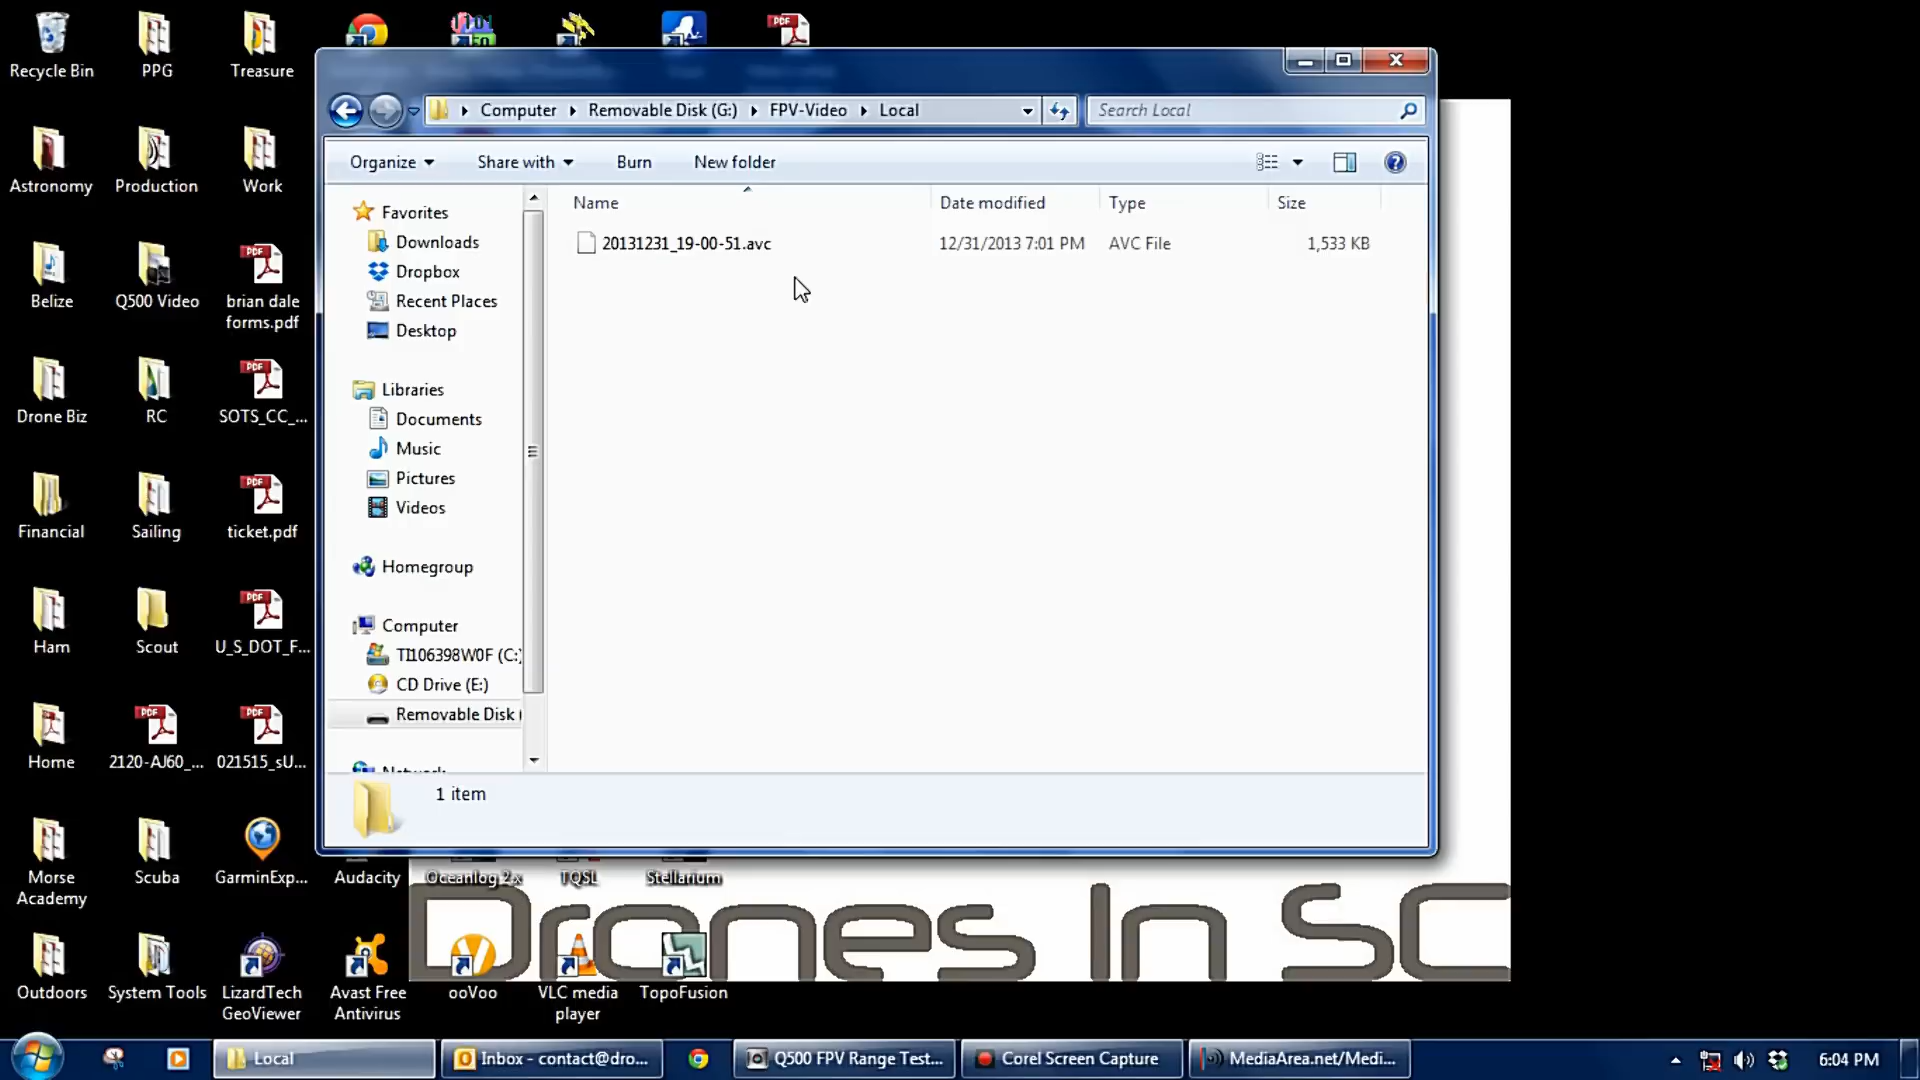 Recycle Bin
PPG
Treasure
Astronomy
Production
Work
Belize
Q500 Video
brian dale
forms.pdf
Drone Biz
RC
SOTS_CC_...
Financial
Sailing
ticket.pdf
Ham
Scout
U_S_DOT_F...
Home
2120-AJ60_...
021515_sU...
Morse
Academy
Scuba
GarminExp...
Audacity
Oceanlog 2.x
TQSL
Stellarium
Outdoors
System Tools
LizardTech
GeoViewer
Avast Free
Antivirus
ooVoo
VLC media
player
TopoFusion
PDF
Computer
Removable Disk (G:)
FPV-Video
Local
Search Local
Organize
Share with
Burn
New folder
Favorites
Downloads
Dropbox
Recent Places
Desktop
Libraries
Documents
Music
Pictures
Videos
Homegroup
Computer
TI106398W0F (C:)
CD Drive (E:)
Removable Disk (
Network
Name
Date modified
Type
Size
20131231_19-00-51.avc
12/31/2013 7:01 PM
AVC File
1,533 KB
1 item
Drones In SC
Local
Inbox - contact@dro...
Q500 FPV Range Test...
Corel Screen Capture
MediaArea.net/Medi...
6:04 PM